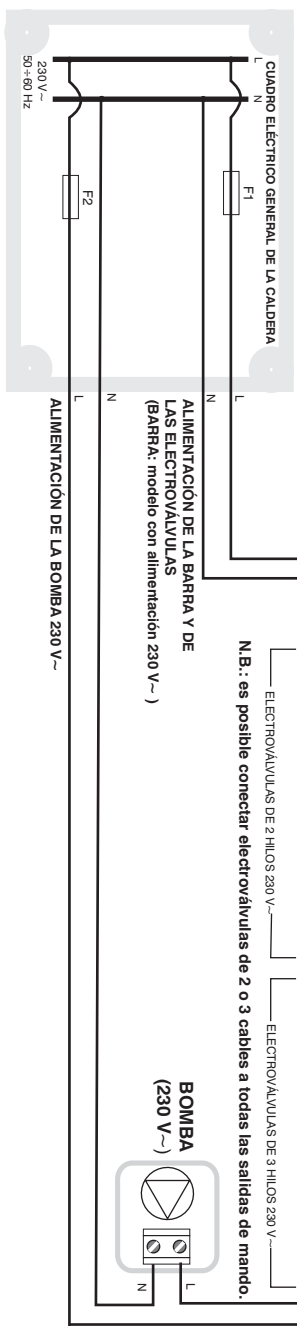 CUADRO ELÉCTRICO GENERAL DE LA CALDERA
L
N
F1
F2
230 V~
50÷60 Hz
L
N
ALIMENTACIÓN DE LA BARRA Y DE
LAS ELECTROVÁLVULAS
(BARRA: modelo con alimentación 230 V~ )
N
L
ALIMENTACIÓN DE LA BOMBA 230 V~
ELECTROVÁLVULAS DE 2 HILOS 230 V~
ELECTROVÁLVULAS DE 3 HILOS 230 V~
N.B.: es posible conectar electroválvulas de 2 o 3 cables a todas las salidas de mando.
BOMBA
(230 V~)
L
N